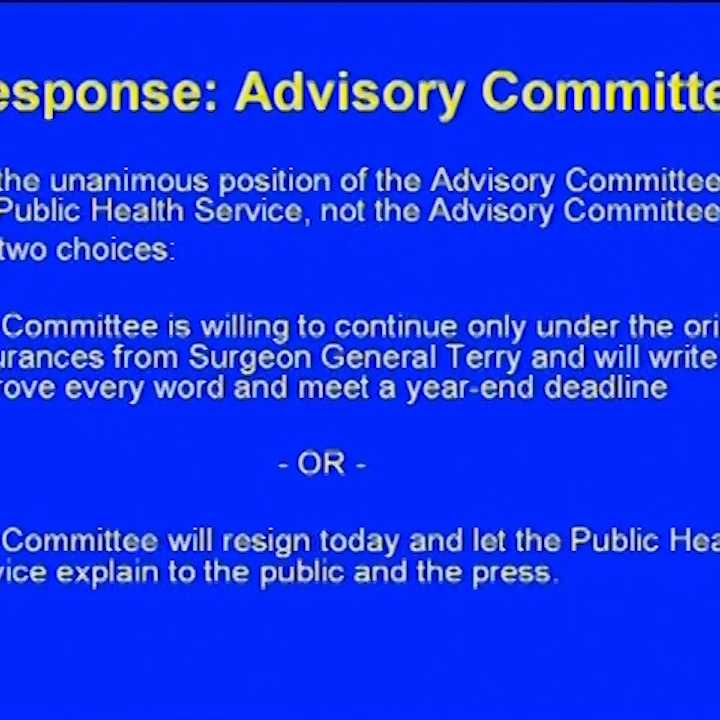 esponse: Advisory Committe
the unanimous position of the Advisory Committee
Public Health Service, not the Advisory Committee
two choices:
Committee is willing to continue only under the ori
urances from Surgeon General Terry and will write
rove every word and meet a year-end deadline
- OR -
Committee will resign today and let the Public Hea
vice explain to the public and the press.